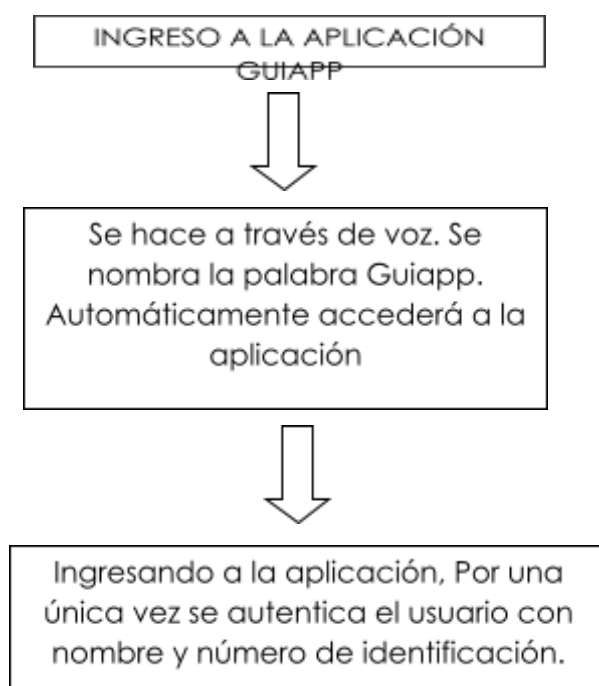 INGRESO A LA APLICACIÓN
GUIAPP
Se hace a través de voz. Se
nombra la palabra Guiapp.
Automáticamente accederá a la
aplicación
Ingresando a la aplicación, Por una
única vez se autentica el usuario con
nombre y número de identificación.